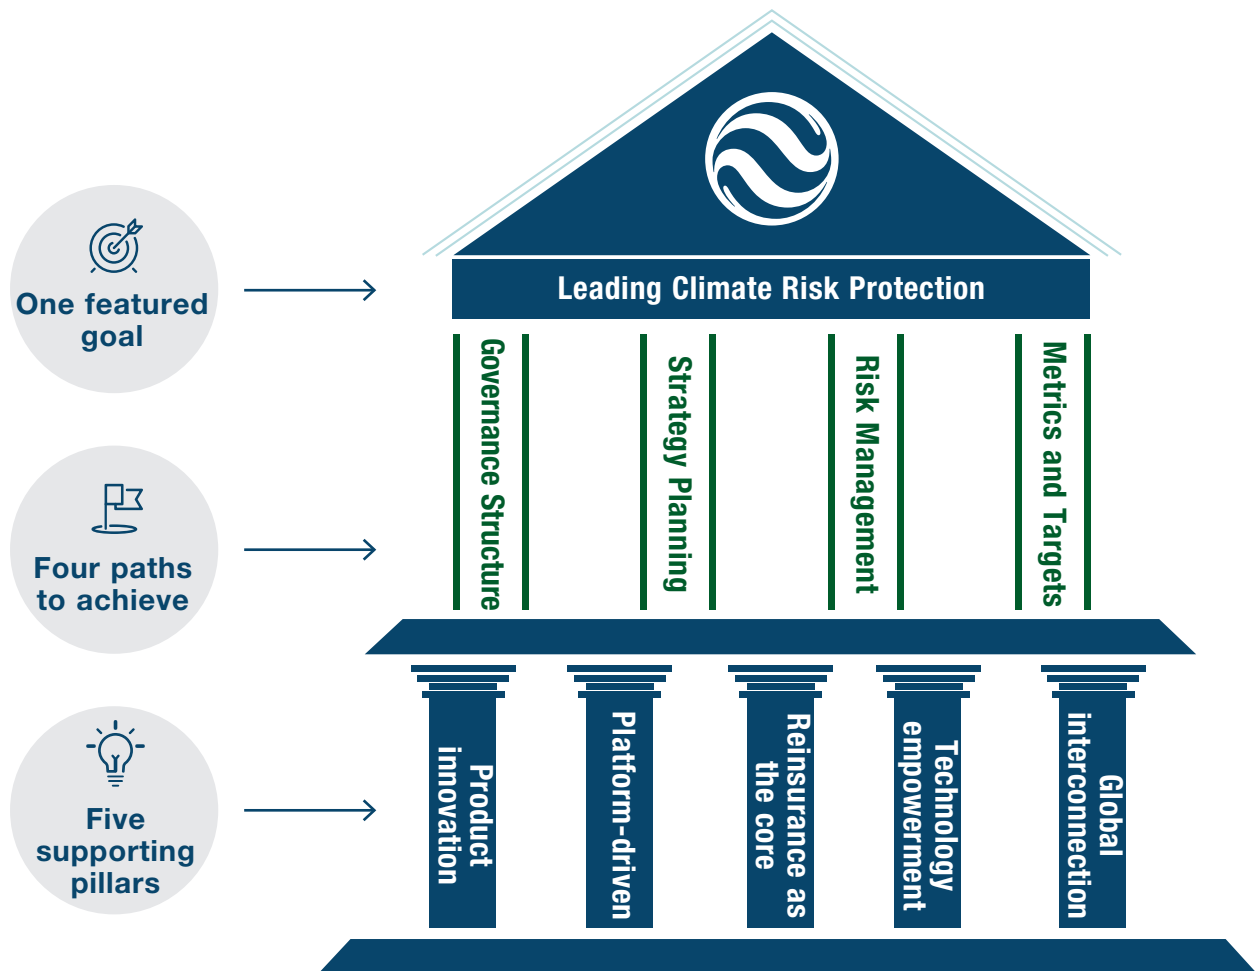 One featured
goal
Leading Climate Risk Protection
Four paths
to achieve
Governance Structure
Strategy Planning
Risk Management
Metrics and Targets
Five
supporting
pillars
Product
innovation
Platform-driven
Reinsurance as
the core
Technology
empowerment
Global
interconnection